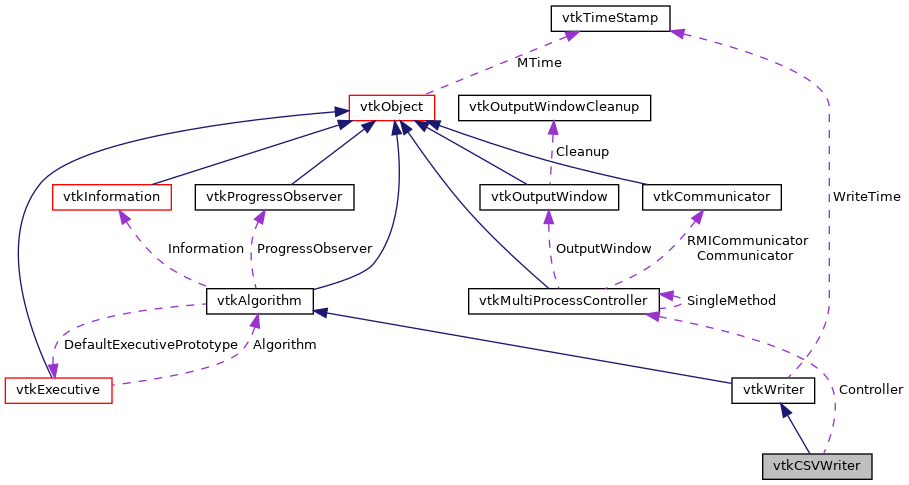 vtkTimeStamp
MTime
vtkObject
vtkOutputWindowCleanup
Cleanup
vtkInformation
vtkProgressObserver
vtkOutputWindow
vtkCommunicator
WriteTime
Information
ProgressObserver
OutputWindow
RMICommunicator
Communicator
vtkAlgorithm
vtkMultiProcessController
SingleMethod
DefaultExecutivePrototype
Algorithm
vtkExecutive
vtkWriter
Controller
vtkCSVWriter